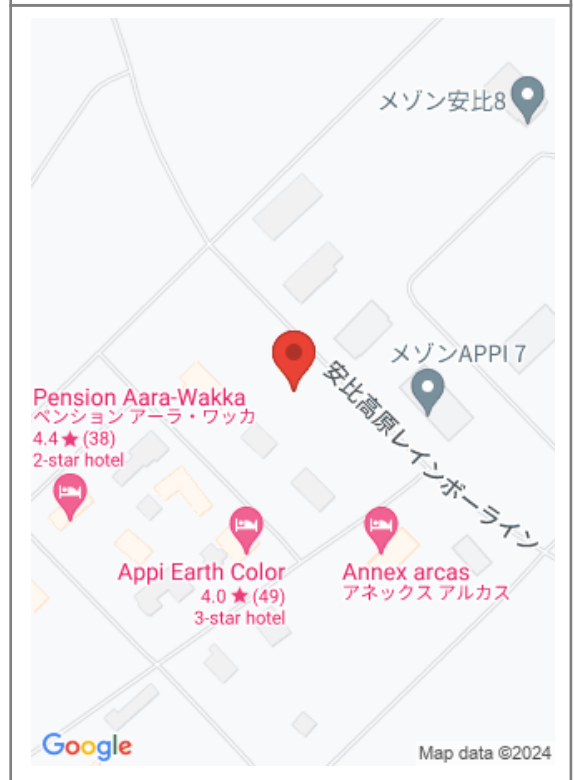 メゾン安比8
メゾンAPPI 7
安比高原レインボーライン
Pension Aara-Wakka
ペンション アーラ・ワッカ
4.4★(38)
2-star hotel
Appi Earth Color
4.0★(49)
3-star hotel
Annex arcas
アネックス アルカス
Google
Map data ©2024